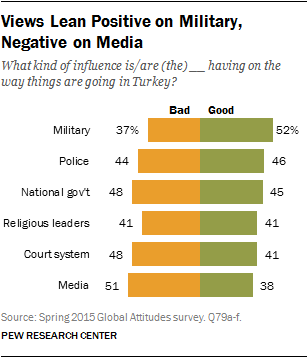 Views Lean Positive on Military,
Negative on Media
What kind of influence is/are (the) __ having on the
way things are going in Turkey?
Bad Good
Military 37% 52%
Police 44 46
National gov't 48 45
Religious leaders 41 41
Court system 48 41
Media 51 38
Source: Spring 2015 Global Attitudes survey. Q79a-f.
PEW RESEARCH CENTER